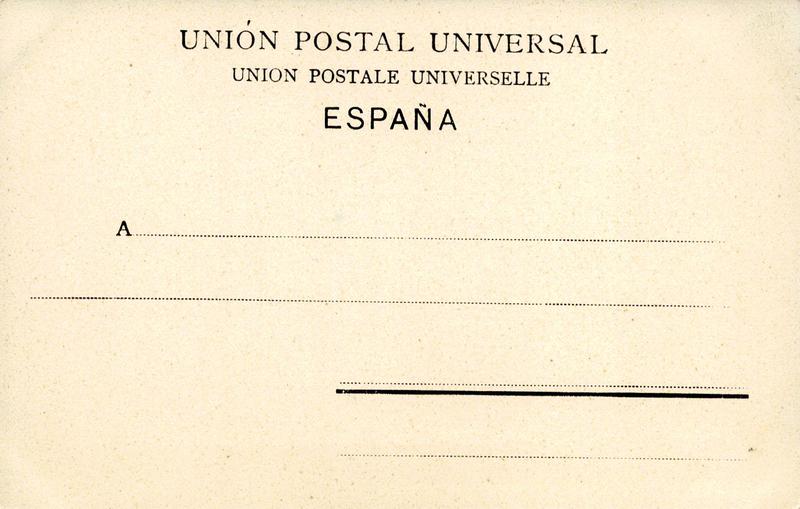 UNIÓN POSTAL UNIVERSAL
UNION POSTALE UNIVERSELLE
ESPAÑA
A